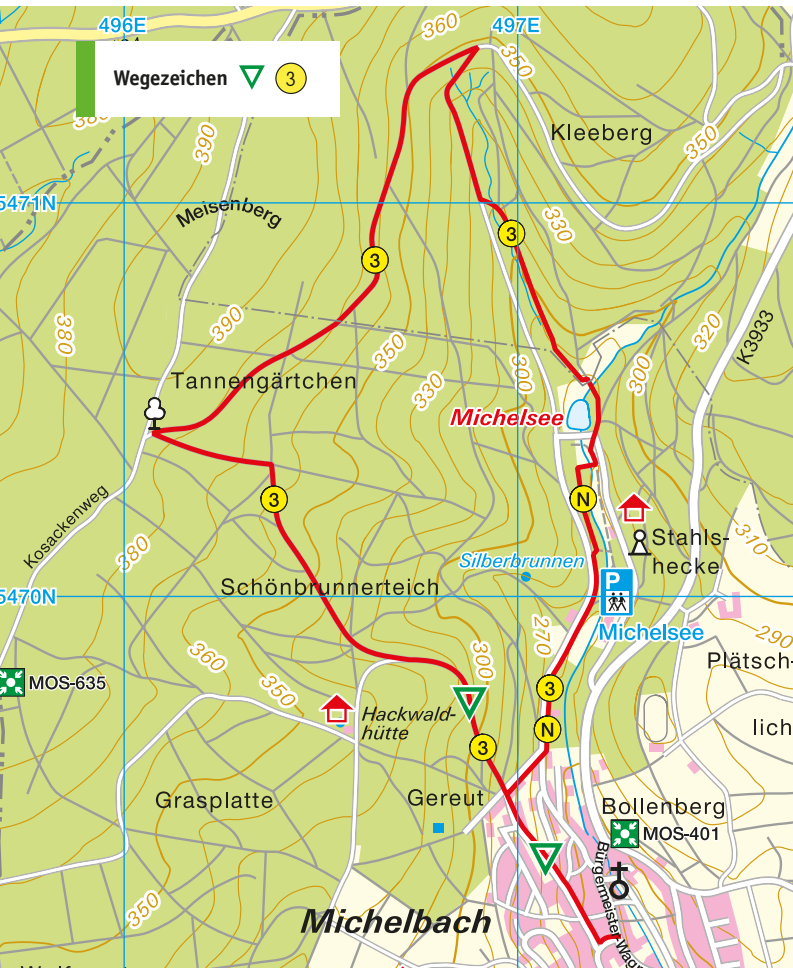 496E
360
497E
350
Wegezeichen
3
390
Kleeberg
350
5471N
Meisenberg
330
3
3
380
390
350
330
300
300
320
K3933
Tannengärtchen
Michelsee
3
N
Kosackenweg
380
Stahls-
hecke
310
Silberbrunnen
Schönbrunnerteich
5470N
P
Michelsee
270
290
360
350
300
Plätsch-
MOS-635
3
Hackwald-
hütte
N
3
lich
Grasplatte
Gereut
Bollenberg
MOS-401
Bürgermeister-Wagn
350
Michelbach